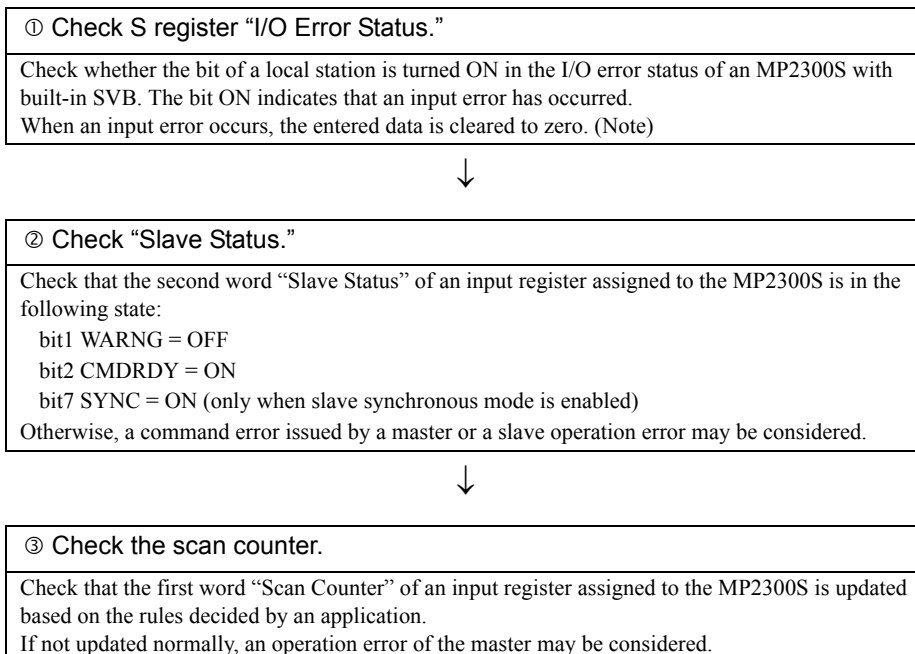 ① Check S register “I/O Error Status.”
Check whether the bit of a local station is turned ON in the I/O error status of an MP2300S with
built-in SVB. The bit ON indicates that an input error has occurred.
When an input error occurs, the entered data is cleared to zero. (Note)
↓
② Check “Slave Status.”
Check that the second word “Slave Status” of an input register assigned to the MP2300S is in the
following state:
bit1 WARNG = OFF
bit2 CMDRDY = ON
bit7 SYNC = ON (only when slave synchronous mode is enabled)
Otherwise, a command error issued by a master or a slave operation error may be considered.
↓
③ Check the scan counter.
Check that the first word “Scan Counter” of an input register assigned to the MP2300S is updated
based on the rules decided by an application.
If not updated normally, an operation error of the master may be considered.